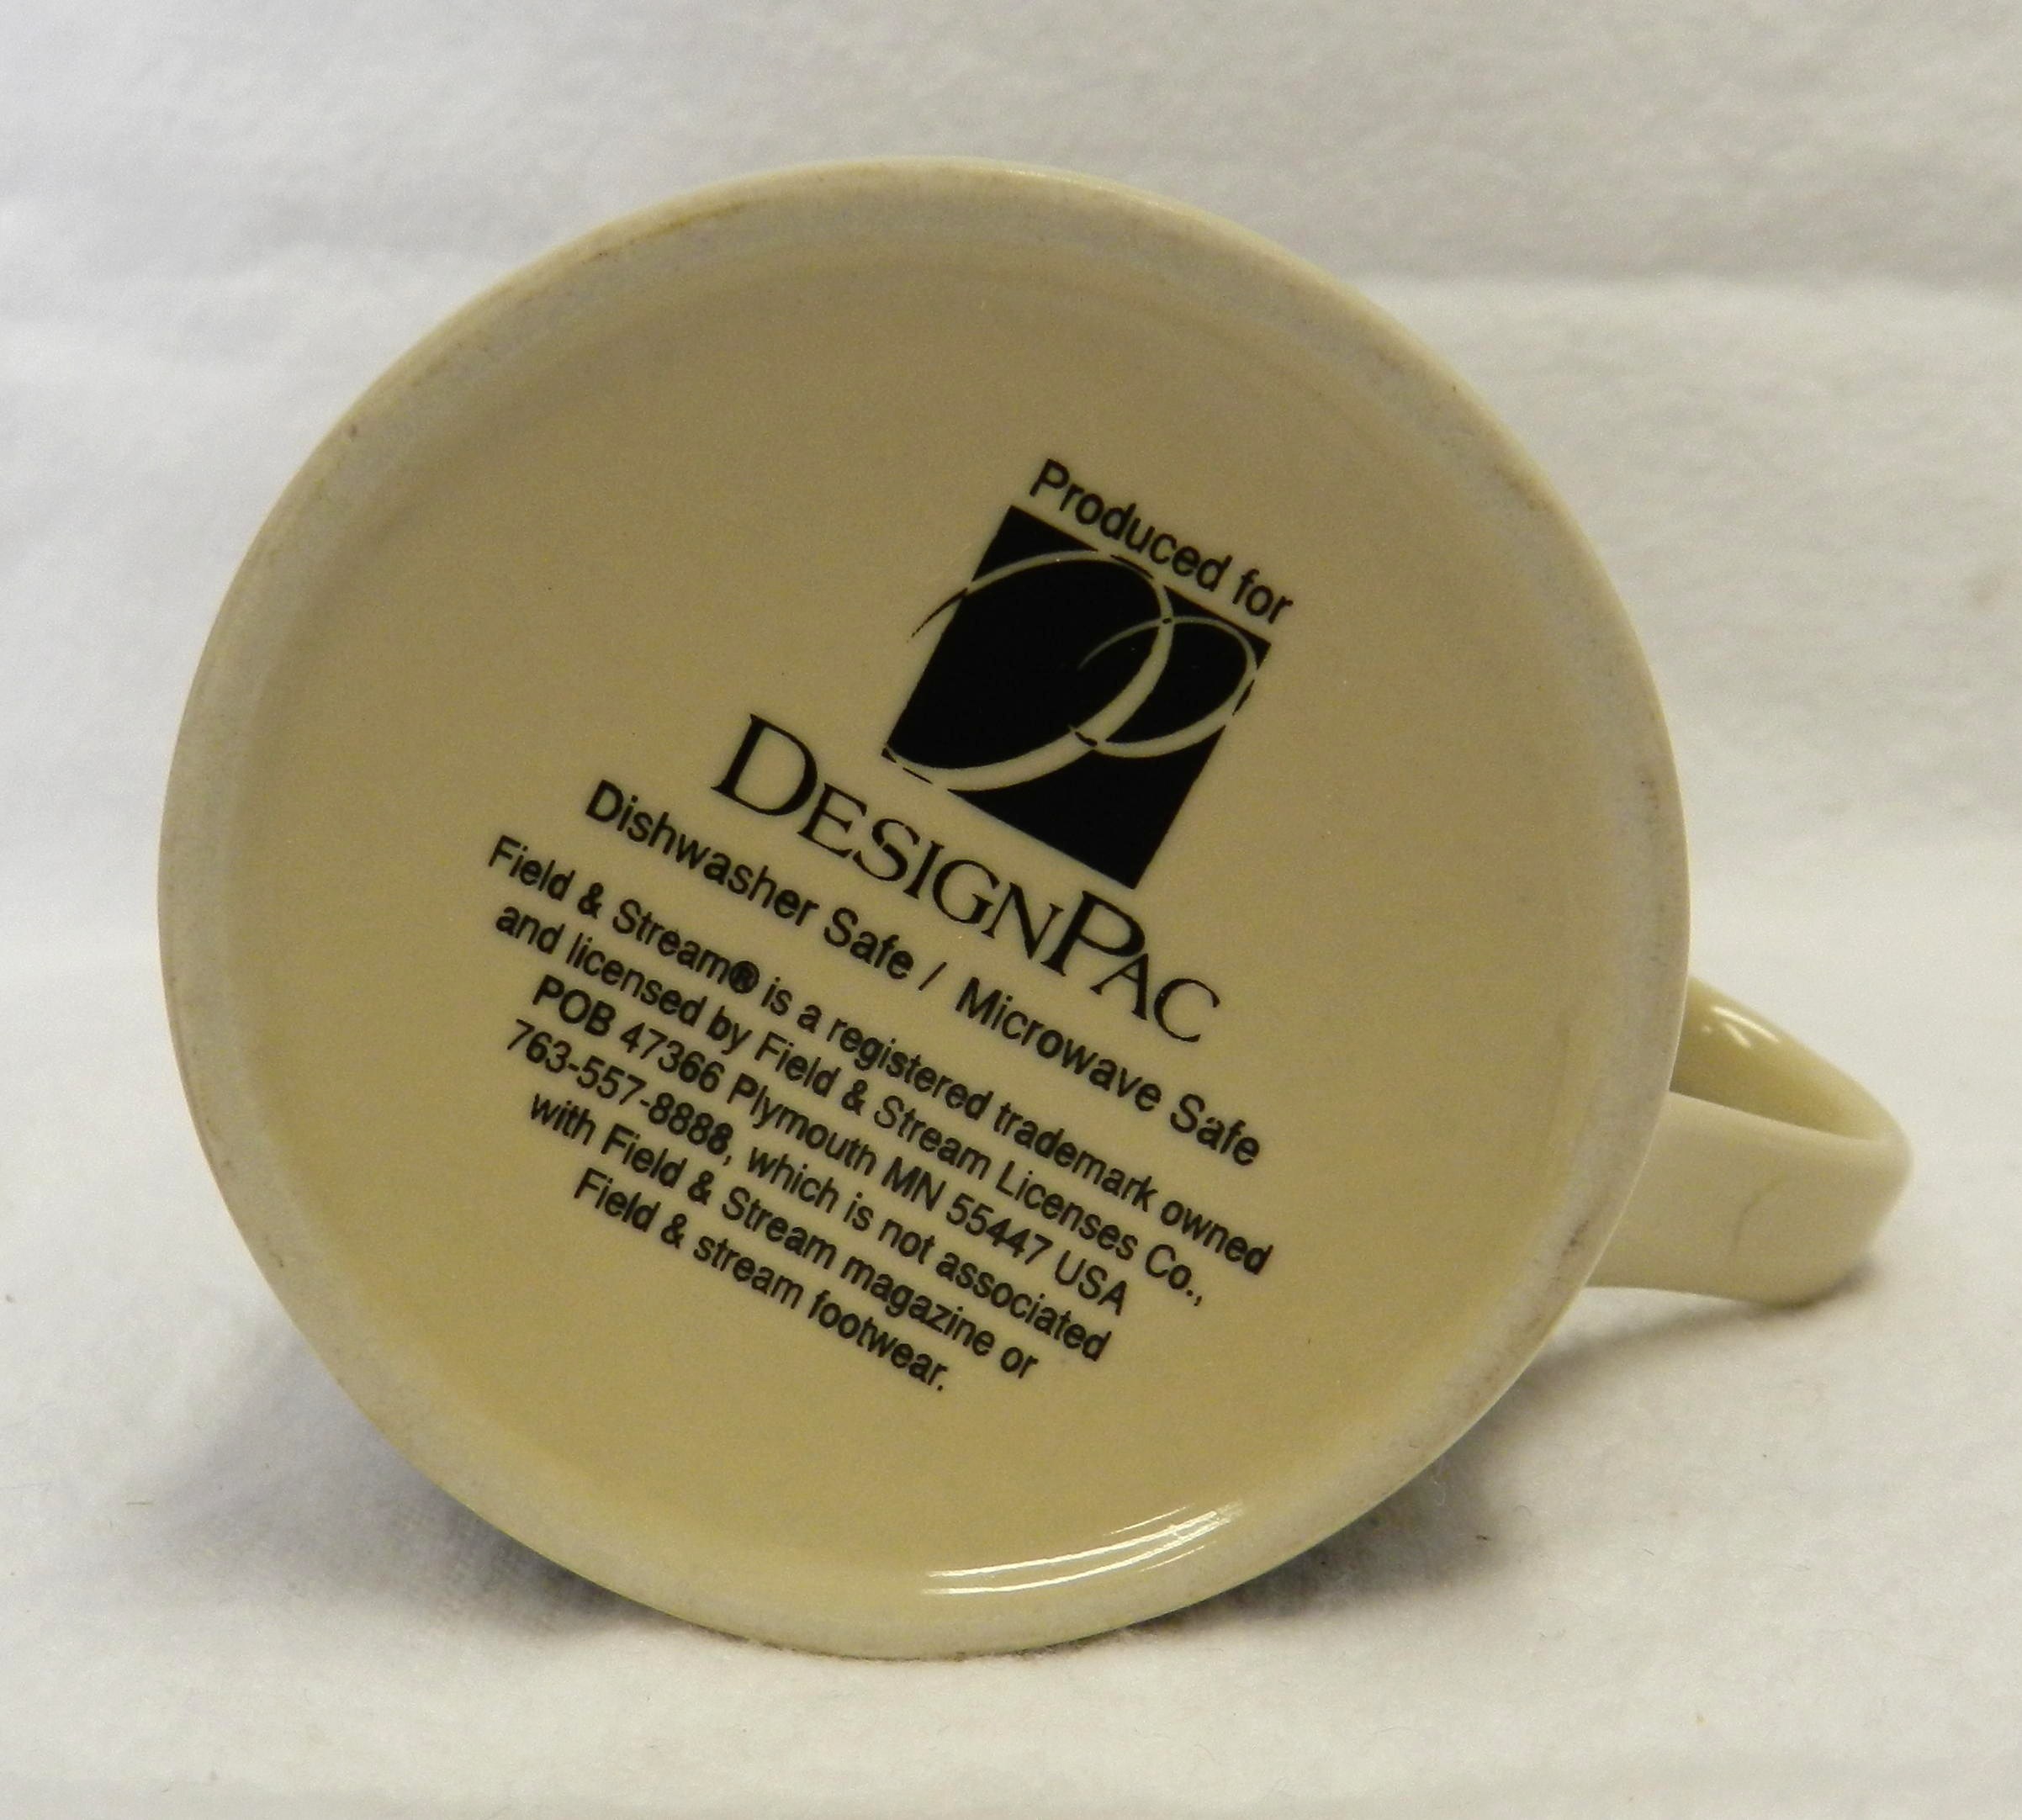 Produced for
DESIGNPAC
Dishwasher Safe / Microwave Safe
Field & Stream® is a registered trademark owned
and licensed by Field & Stream Licenses Co.,
POB 47366 Plymouth MN 55447 USA
763-557-8888, which is not associated
with Field & Stream magazine or
Field & stream footwear.